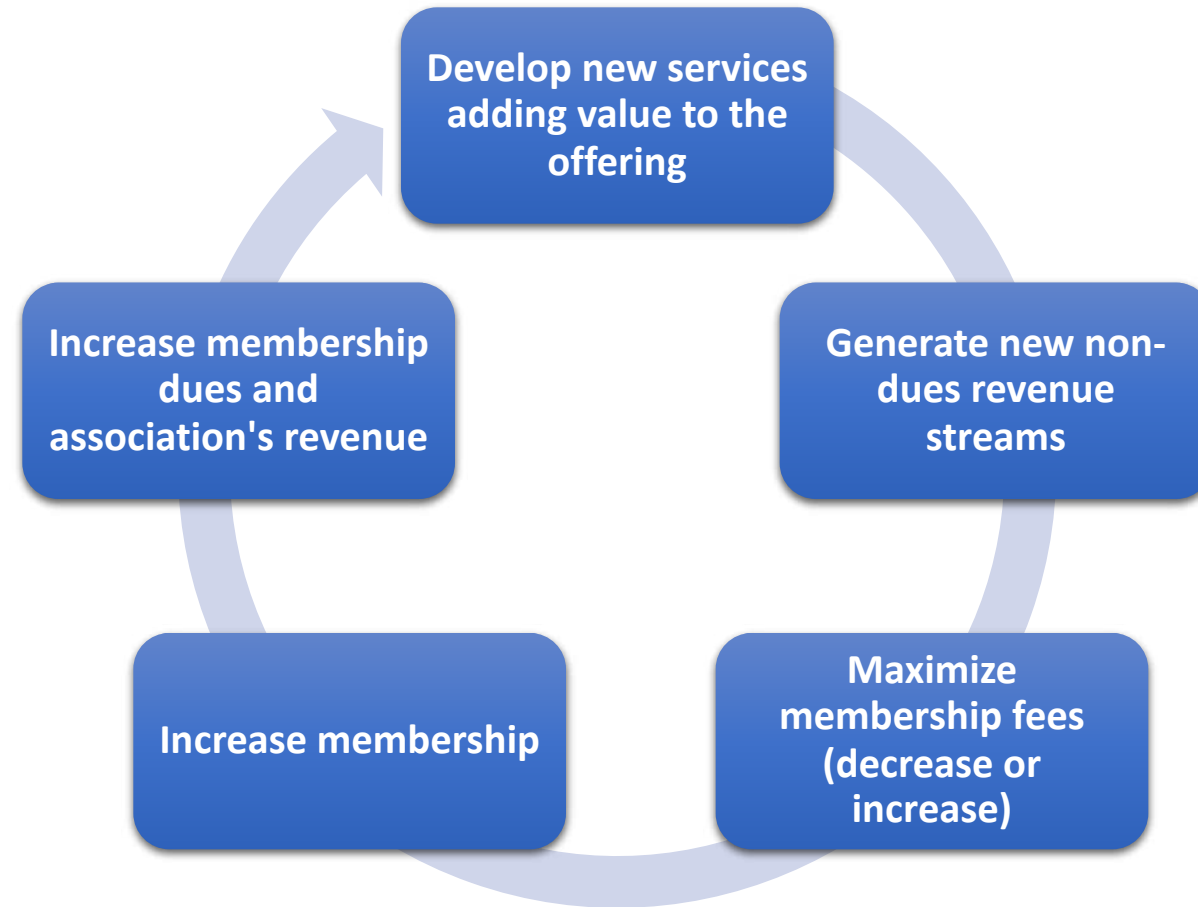 Develop new services
adding value to the
offering
Generate new non-
dues revenue
streams
Maximize
membership fees
(decrease or
increase)
Increase membership
Increase membership
dues and
association's revenue